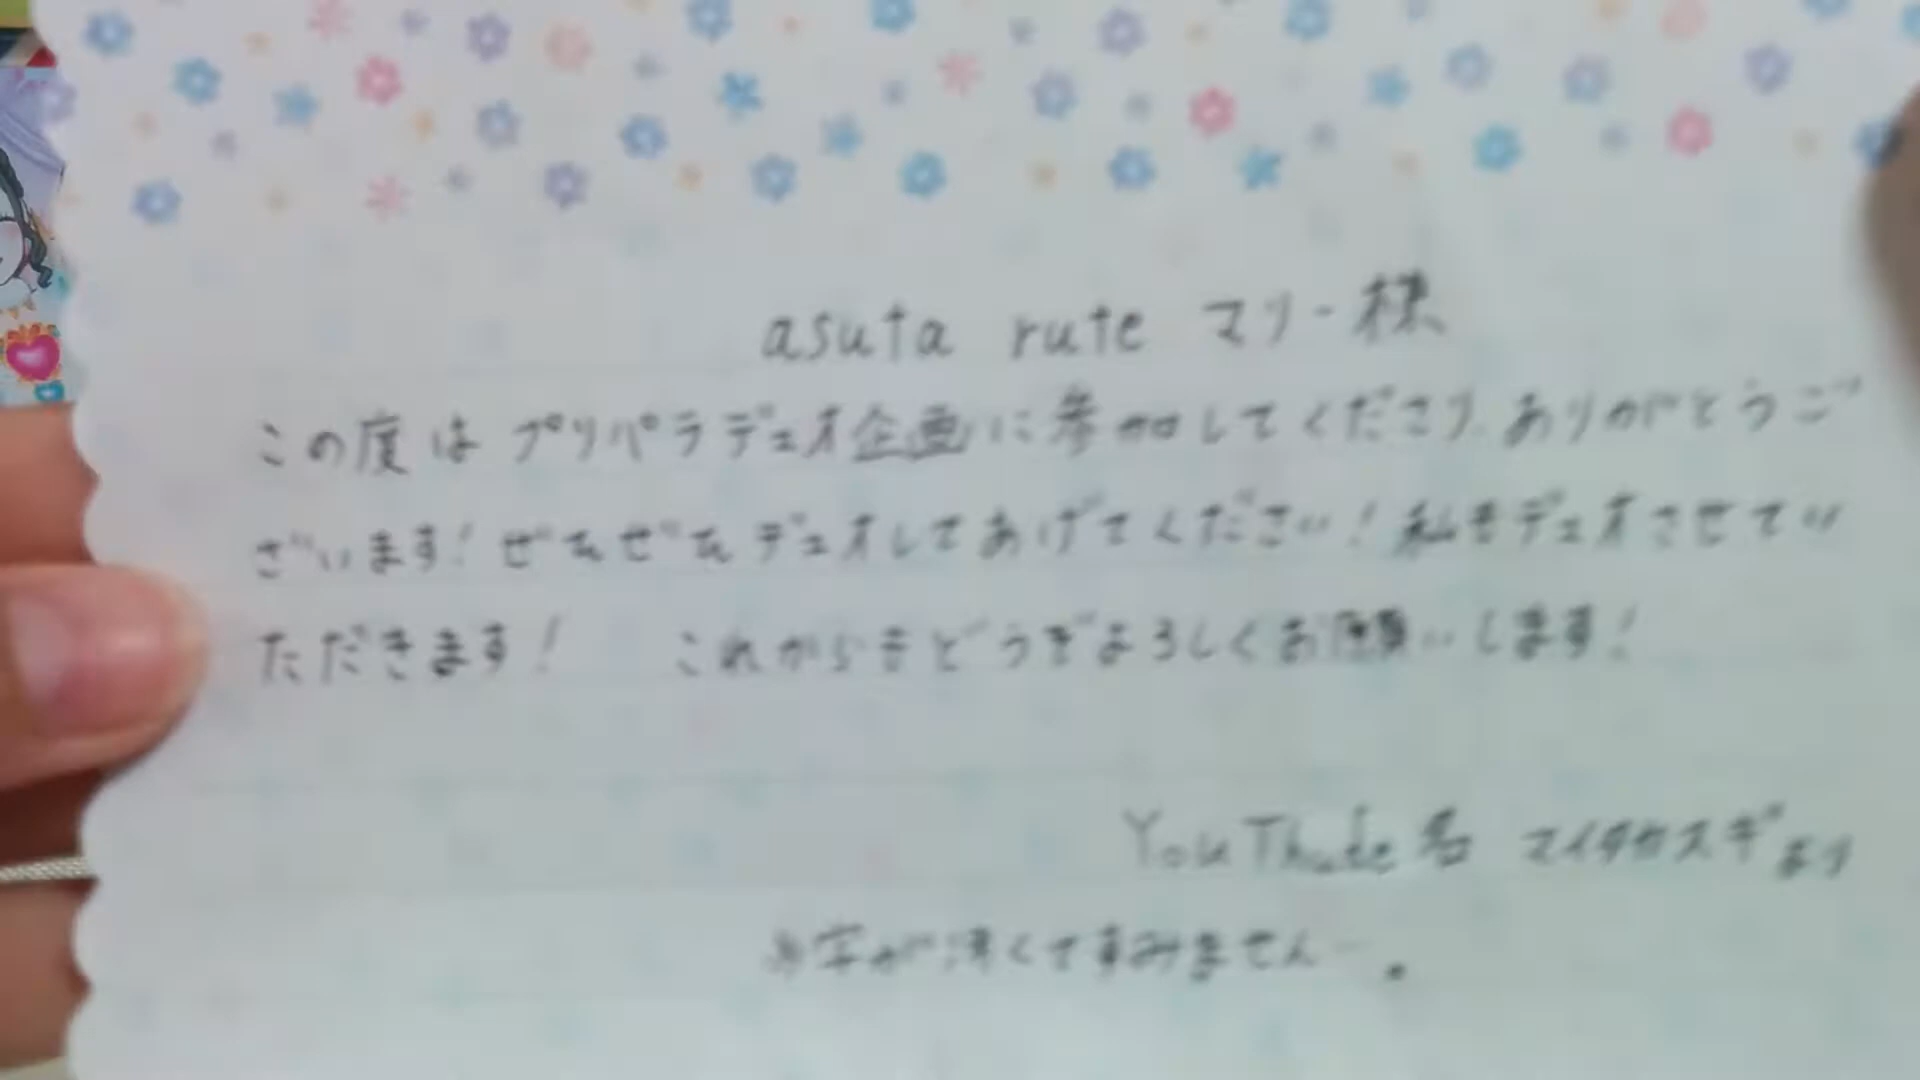 asuta rute マリー様
この度はプリパラデュオ企画に参加してくださり、ありがとうご
ざいます!ぜひぜひデュオしてあげてください!私もデュオさせてい
ただきます! これからもどうぞよろしくお願いします!
YouThube名 マイタカスギより
字が汚くてすみません…。